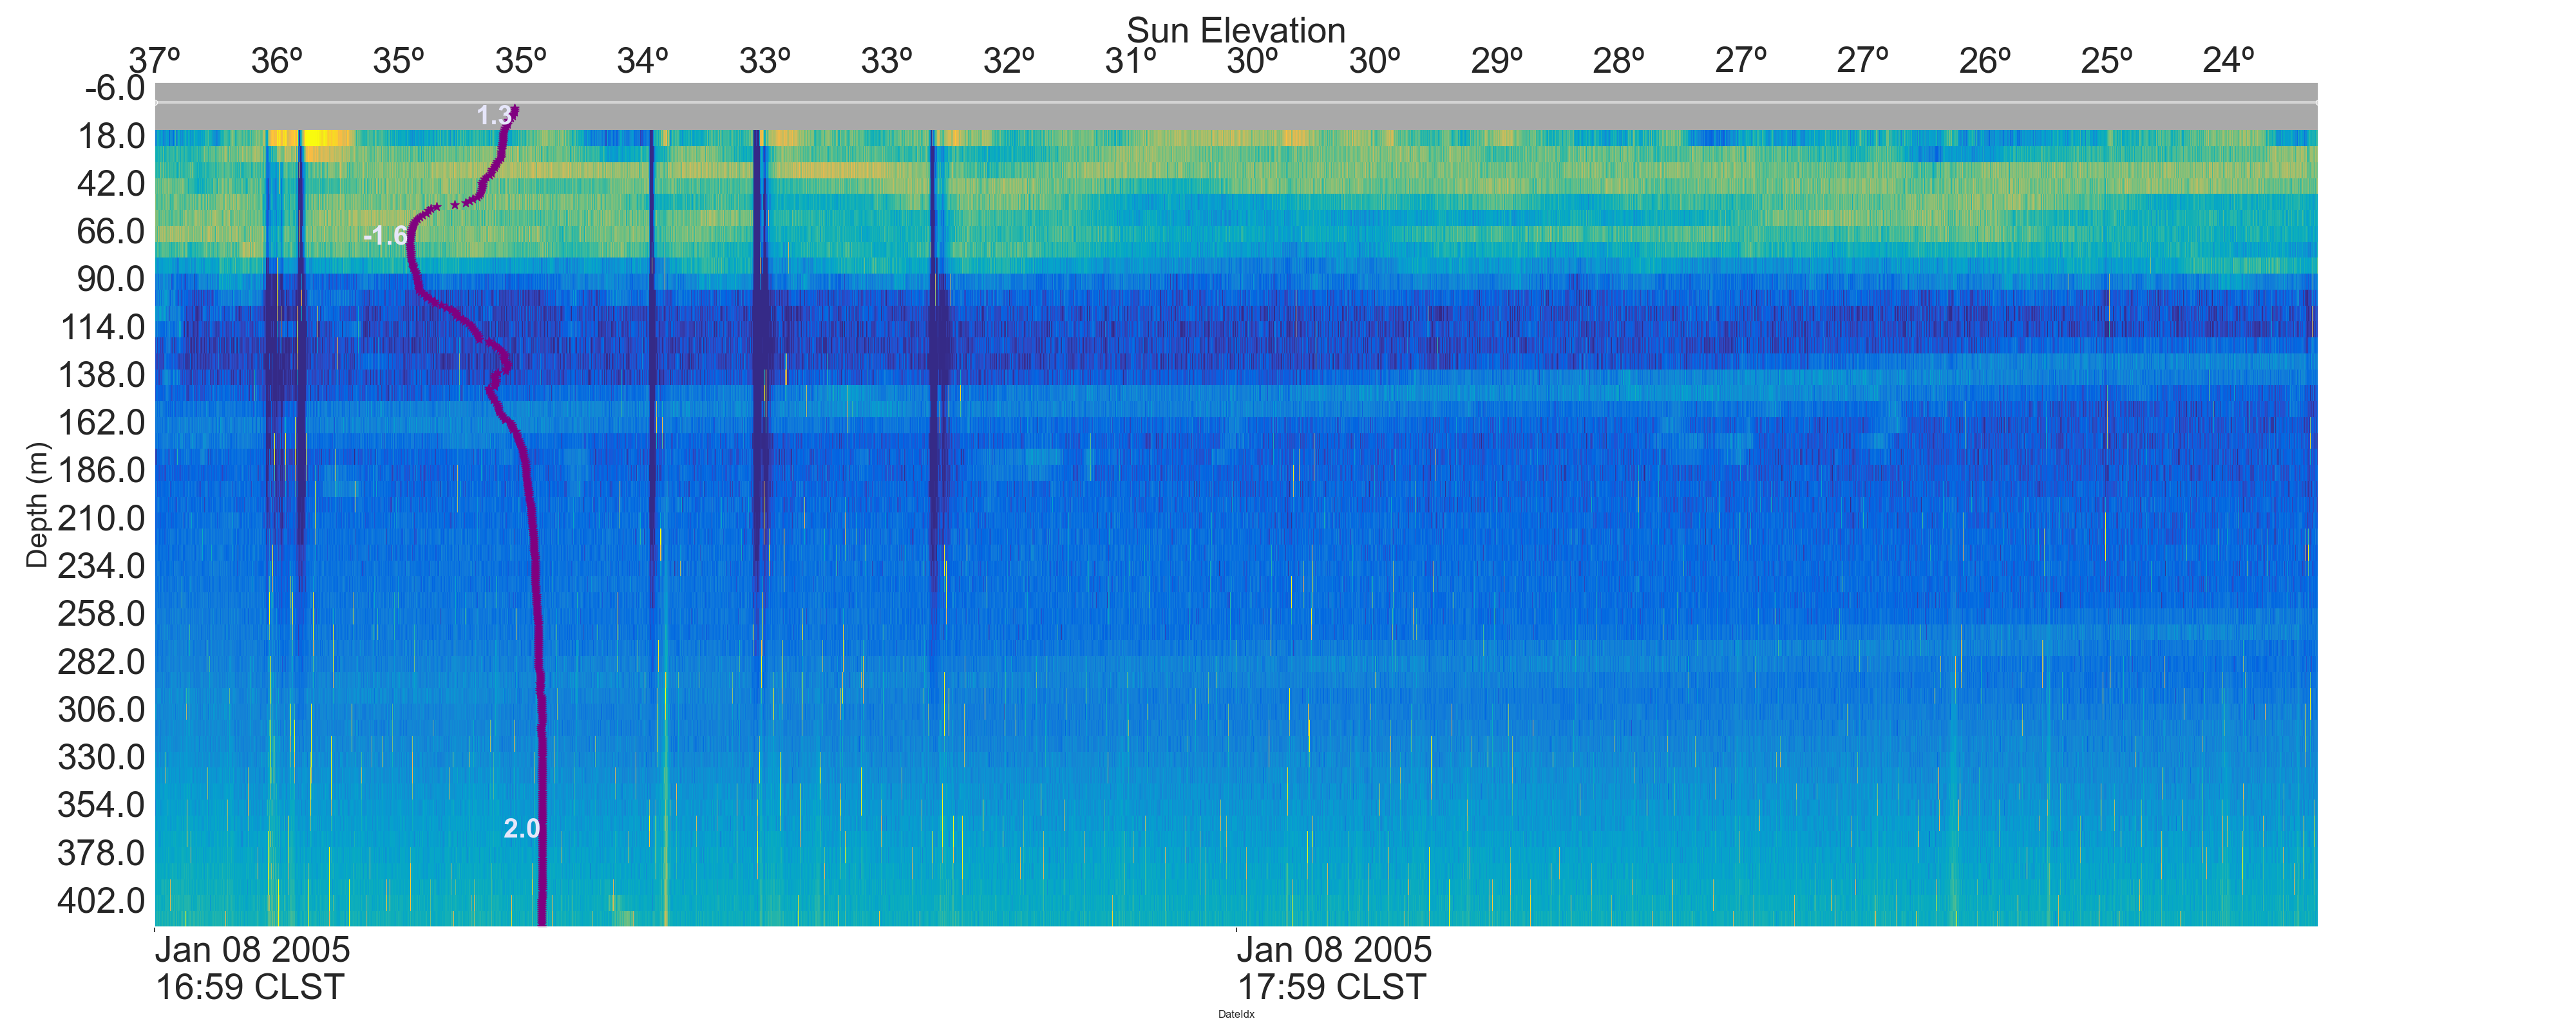 Sun Elevation
37º 36º 35º 35º 34º 33º 33º 32º 31º 30º 30º 29º 28º 27º 27º 26º 25º 24º
-6.0
18.0
42.0
66.0
90.0
114.0
138.0
162.0
186.0
210.0
234.0
258.0
282.0
306.0
330.0
354.0
378.0
402.0
Depth (m)
1.3
-1.6
2.0
Jan 08 2005
16:59 CLST
Jan 08 2005
17:59 CLST
DateIdx